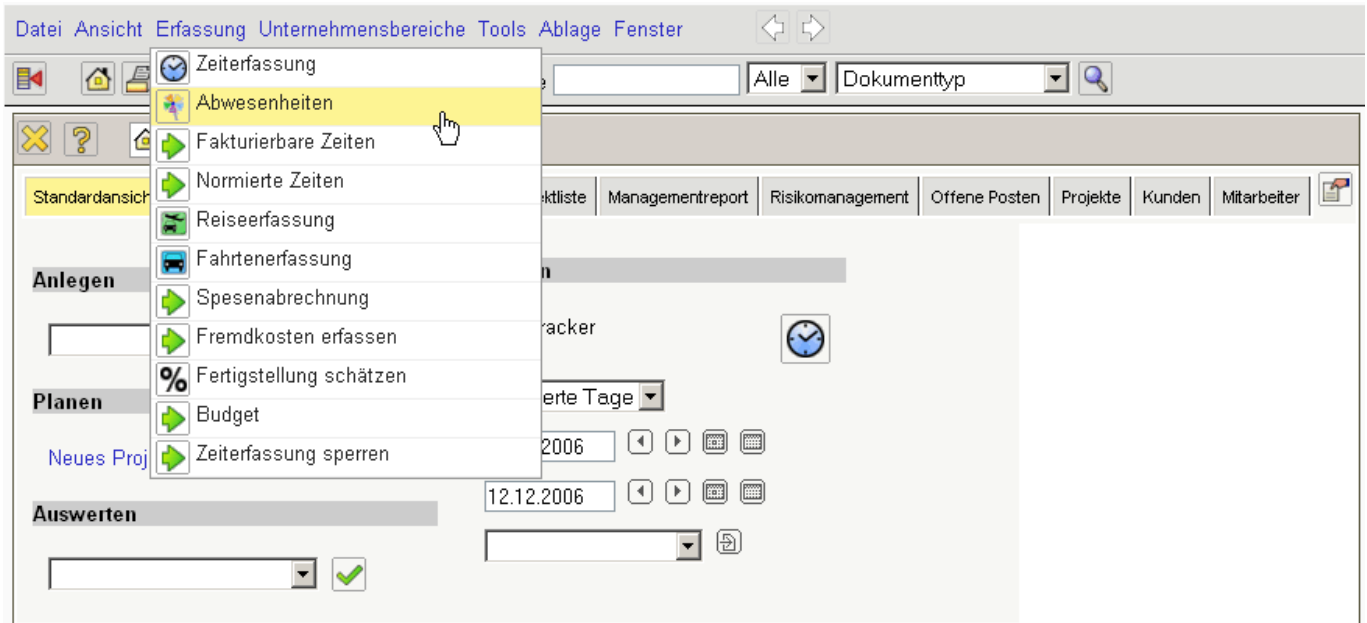 Datei Ansicht Erfassung Unternehmensbereiche Tools Ablage Fenster
Zeiterfassung
Alle Dokumenttyp
Abwesenheiten
Fakturierbare Zeiten
Normierte Zeiten
Standardansich ktliste Managementreport Risikomanagement Offene Posten Projekte Kunden Mitarbeiter
Reiseerfassung
Fahrtenerfassung
Anlegen n
Spesenabrechnung
racker
Fremdkosten erfassen
% Fertigstellung schätzen
Planen erte Tage
Budget
2006
Neues Proj Zeiterfassung sperren
12.12.2006
Auswerten